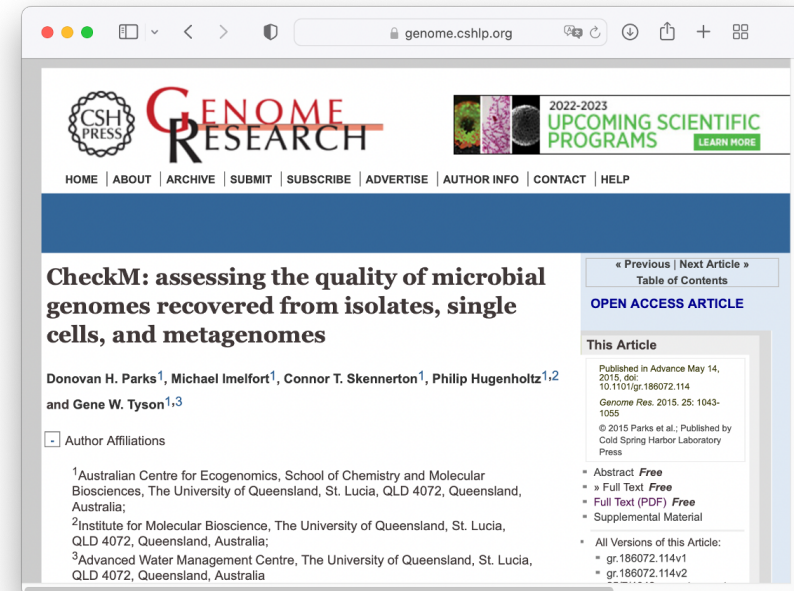 genome.cshlp.org
CSH
PRESS
GENOME
RESEARCH
2022-2023
UPCOMING SCIENTIFIC
PROGRAMS
LEARN MORE
HOME | ABOUT | ARCHIVE | SUBMIT | SUBSCRIBE | ADVERTISE | AUTHOR INFO | CONTACT | HELP
CheckM: assessing the quality of microbial
genomes recovered from isolates, single
cells, and metagenomes
Donovan H. Parks1, Michael Imelfort1, Connor T. Skennerton1, Philip Hugenholtz1,2
and Gene W. Tyson1,3
- Author Affiliations
1Australian Centre for Ecogenomics, School of Chemistry and Molecular
Biosciences, The University of Queensland, St. Lucia, QLD 4072, Queensland,
Australia;
2Institute for Molecular Bioscience, The University of Queensland, St. Lucia,
QLD 4072, Queensland, Australia;
3Advanced Water Management Centre, The University of Queensland, St. Lucia,
QLD 4072, Queensland, Australia
« Previous | Next Article »
Table of Contents
OPEN ACCESS ARTICLE
This Article
Published in Advance May 14,
2015, doi:
10.1101/gr.186072.114
Genome Res. 2015. 25: 1043-
1055
© 2015 Parks et al.; Published by
Cold Spring Harbor Laboratory
Press
Abstract Free
» Full Text Free
Full Text (PDF) Free
Supplemental Material
All Versions of this Article:
gr.186072.114v1
gr.186072.114v2